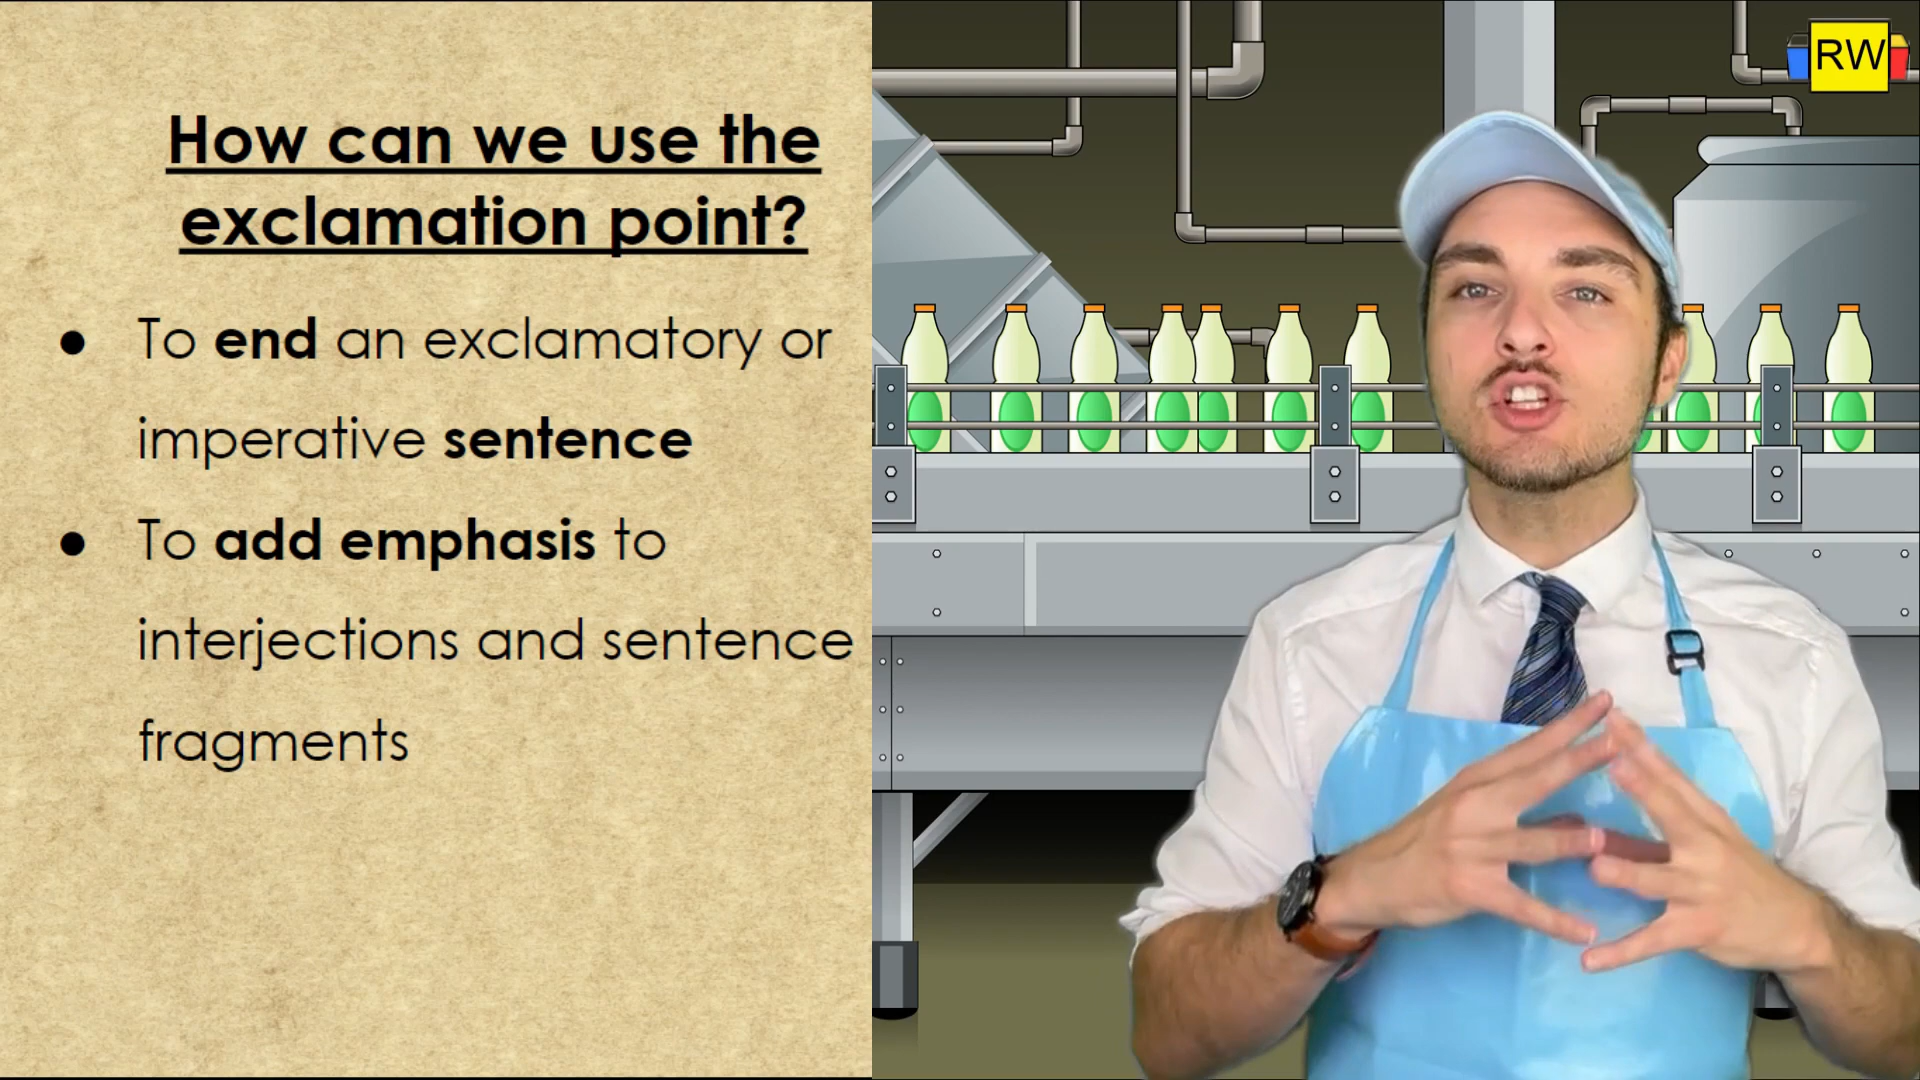 How can we use the
exclamation point?
● To end an exclamatory or
imperative sentence
● To add emphasis to
interjections and sentence
fragments
RW